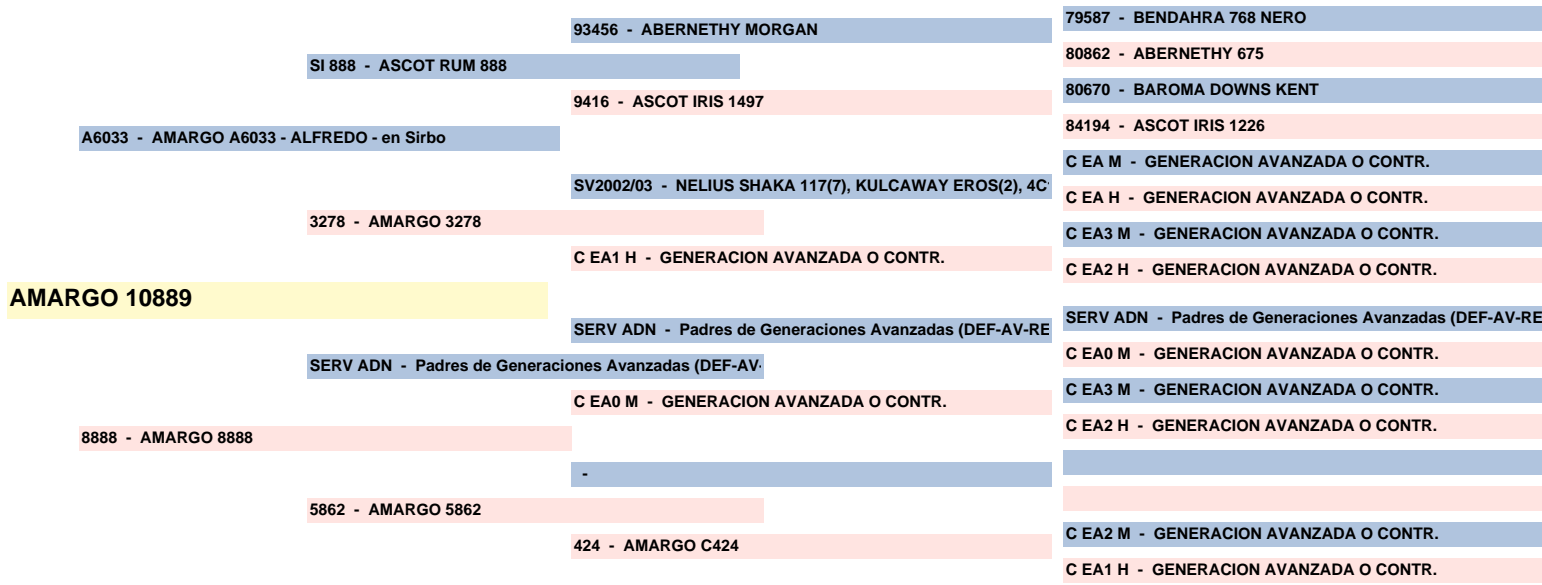 79587 - BENDAHRA 768 NERO
93456 - ABERNETHY MORGAN
80862 - ABERNETHY 675
SI 888 - ASCOT RUM 888
80670 - BAROMA DOWNS KENT
9416 - ASCOT IRIS 1497
84194 - ASCOT IRIS 1226
A6033 - AMARGO A6033 - ALFREDO - en Sirbo
C EA M - GENERACION AVANZADA O CONTR.
SV2002/03 - NELIUS SHAKA 117(7), KULCAWAY EROS(2), 4C
C EA H - GENERACION AVANZADA O CONTR.
3278 - AMARGO 3278
C EA3 M - GENERACION AVANZADA O CONTR.
C EA1 H - GENERACION AVANZADA O CONTR.
C EA2 H - GENERACION AVANZADA O CONTR.
AMARGO 10889
SERV ADN - Padres de Generaciones Avanzadas (DEF-AV-RE
SERV ADN - Padres de Generaciones Avanzadas (DEF-AV-RE
C EA0 M - GENERACION AVANZADA O CONTR.
SERV ADN - Padres de Generaciones Avanzadas (DEF-AV-
C EA3 M - GENERACION AVANZADA O CONTR.
C EA0 M - GENERACION AVANZADA O CONTR.
C EA2 H - GENERACION AVANZADA O CONTR.
8888 - AMARGO 8888
-
5862 - AMARGO 5862
C EA2 M - GENERACION AVANZADA O CONTR.
424 - AMARGO C424
C EA1 H - GENERACION AVANZADA O CONTR.